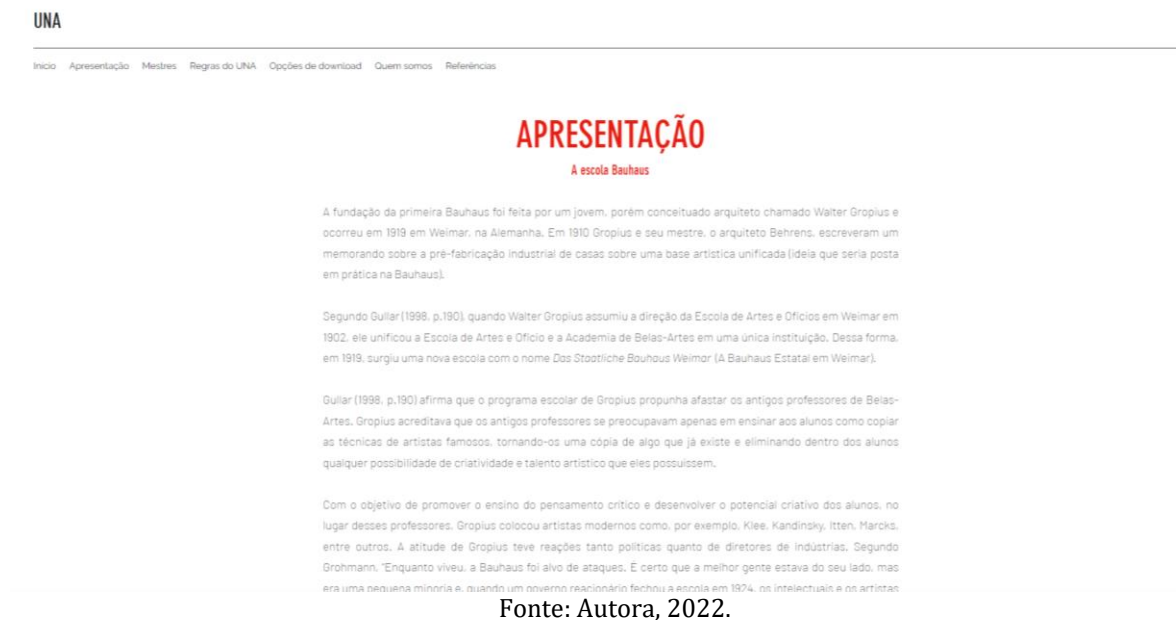 UNA
Início Apresentação Mestres Regras do UNA Opções de download Quem somos Referências
APRESENTAÇÃO
A escola Bauhaus
A fundação da primeira Bauhaus foi feita por um jovem, porém conceituado arquiteto chamado Walter Gropius e
ocorreu em 1919 em Weimar, na Alemanha. Em 1910 Gropius e seu mestre, o arquiteto Behrens, escreveram um
memorando sobre a pré-fabricação industrial de casas sobre uma base artística unificada (ideia que seria posta
em prática na Bauhaus).
Segundo Gullar (1998, p.190), quando Walter Gropius assumiu a direção da Escola de Artes e Ofícios em Weimar em
1902, ele unificou a Escola de Artes e Ofício e a Academia de Belas-Artes em uma única instituição. Dessa forma,
em 1919, surgiu uma nova escola com o nome Das Staatliche Bauhaus Weimar (A Bauhaus Estatal em Weimar).
Gullar (1998, p.190) afirma que o programa escolar de Gropius propunha afastar os antigos professores de Belas-
Artes. Gropius acreditava que os antigos professores se preocupavam apenas em ensinar aos alunos como copiar
as técnicas de artistas famosos, tornando-os uma cópia de algo que já existe e eliminando dentro dos alunos
qualquer possibilidade de criatividade e talento artístico que eles possuíssem.
Com o objetivo de promover o ensino do pensamento crítico e desenvolver o potencial criativo dos alunos, no
lugar desses professores, Gropius colocou artistas modernos como, por exemplo, Klee, Kandinsky, Itten, Marcks,
entre outros. A atitude de Gropius teve reações tanto políticas quanto de diretores de indústrias. Segundo
Grohmann, "Enquanto viveu, a Bauhaus foi alvo de ataques. É certo que a melhor gente estava do seu lado, mas
era uma pequena minoria e, quando um governo reacionário fechou a escola em 1924, os intelectuais e os artistas
Fonte: Autora, 2022.